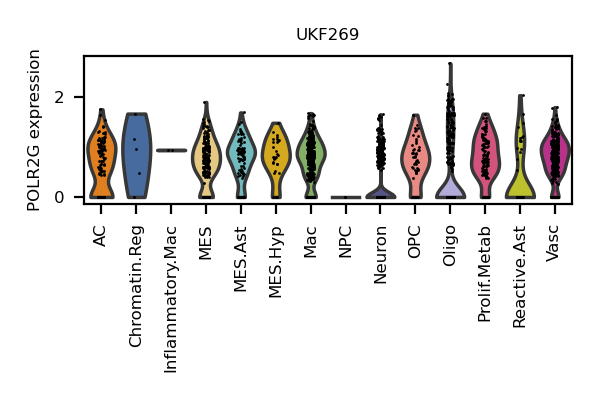 UKF269
POLR2G expression
2
0
AC
Chromatin.Reg
Inflammatory.Mac
MES
MES.Ast
MES.Hyp
Mac
NPC
Neuron
OPC
Oligo
Prolif.Metab
Reactive.Ast
Vasc